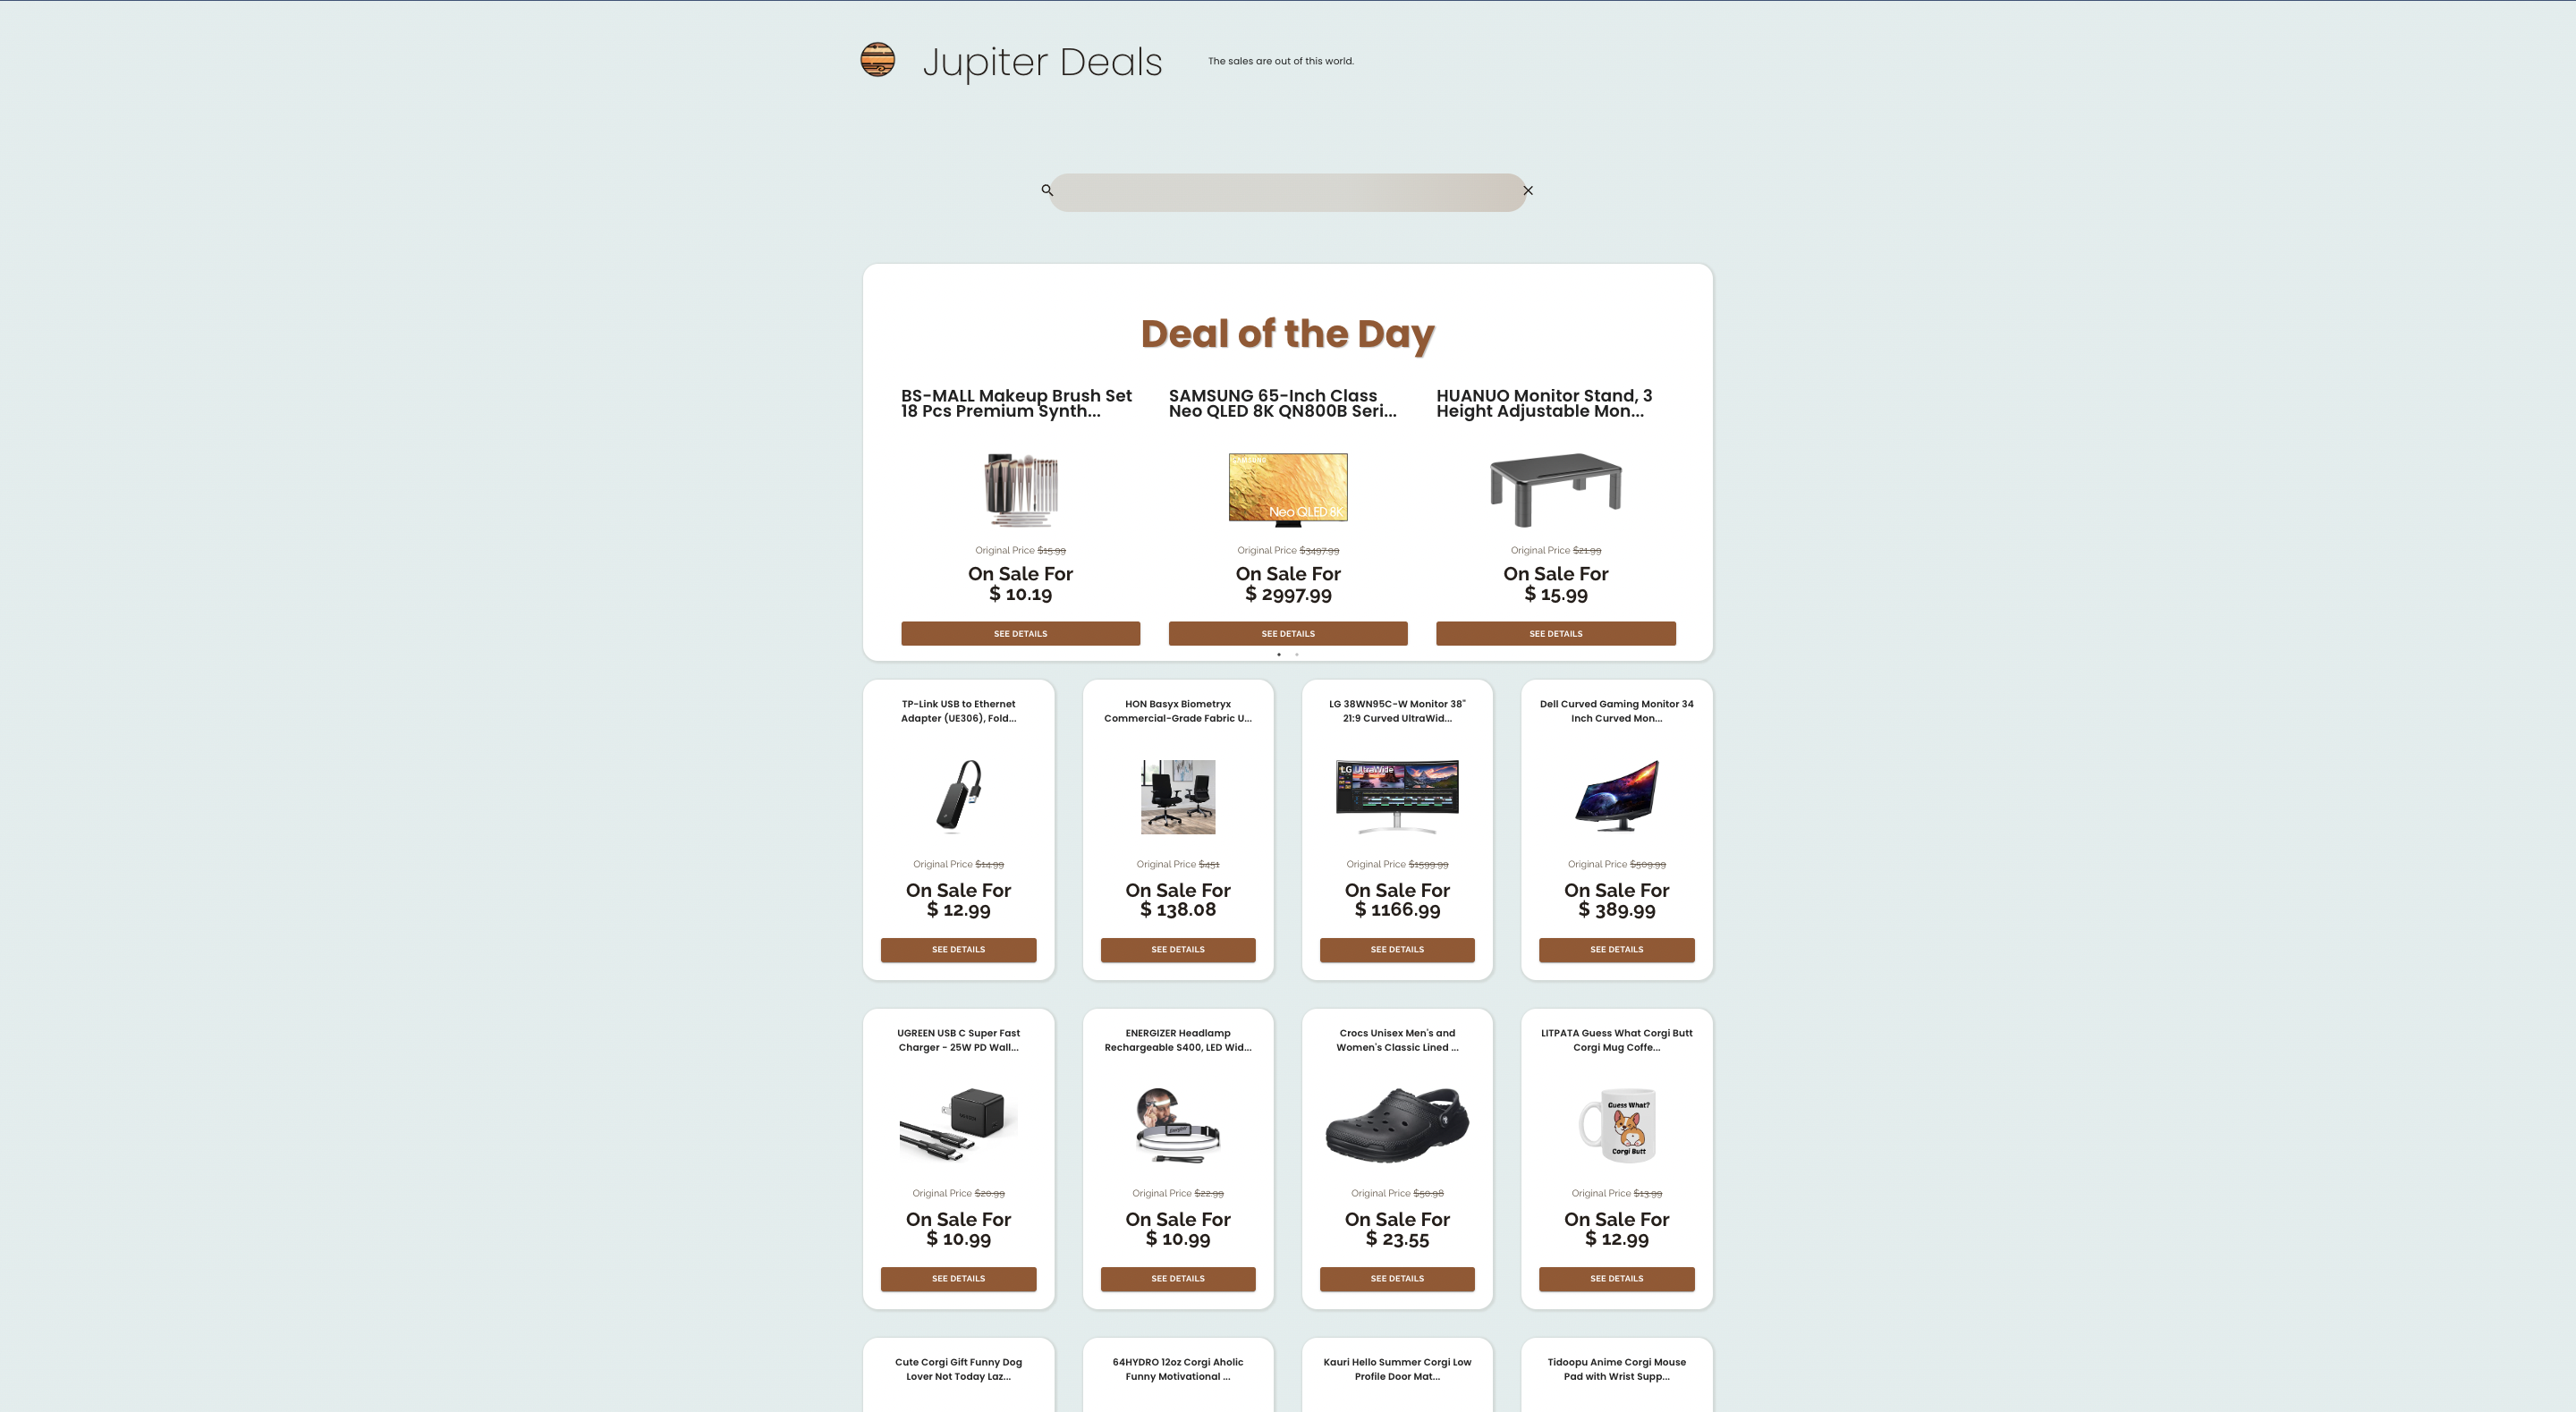 Jupiter Deals
The sales are out of this world.
Deal of the Day
BS-MALL Makeup Brush Set
18 Pcs Premium Synth...
Original Price $15.99
On Sale For
$ 10.19
SEE DETAILS
SAMSUNG 65-Inch Class
Neo QLED 8K QN800B Seri...
SAMSUNG
Neo QLED 8K
Original Price $3497.99
On Sale For
$ 2997.99
SEE DETAILS
HUANUO Monitor Stand, 3
Height Adjustable Mon...
Original Price $21.99
On Sale For
$ 15.99
SEE DETAILS
TP-Link USB to Ethernet
Adapter (UE306), Fold...
Original Price $14.99
On Sale For
$ 12.99
SEE DETAILS
HON Basyx Biometryx
Commercial-Grade Fabric U...
Original Price $451
On Sale For
$ 138.08
SEE DETAILS
LG 38WN95C-W Monitor 38"
21:9 Curved UltraWid...
LG UltraWide
Original Price $1599.99
On Sale For
$ 1166.99
SEE DETAILS
Dell Curved Gaming Monitor 34
Inch Curved Mon...
Original Price $509.99
On Sale For
$ 389.99
SEE DETAILS
UGREEN USB C Super Fast
Charger - 25W PD Wall...
Original Price $20.99
On Sale For
$ 10.99
SEE DETAILS
ENERGIZER Headlamp
Rechargeable S400, LED Wid...
Energizer
Original Price $22.99
On Sale For
$ 10.99
SEE DETAILS
Crocs Unisex Men's and
Women's Classic Lined ...
Original Price $50.98
On Sale For
$ 23.55
SEE DETAILS
LITPATA Guess What Corgi Butt
Corgi Mug Coffe...
Guess What?
Corgi Butt
Original Price $13.99
On Sale For
$ 12.99
SEE DETAILS
Cute Corgi Gift Funny Dog
Lover Not Today Laz...
64HYDRO 12oz Corgi Aholic
Funny Motivational ...
Kauri Hello Summer Corgi Low
Profile Door Mat...
Tidoopu Anime Corgi Mouse
Pad with Wrist Supp...